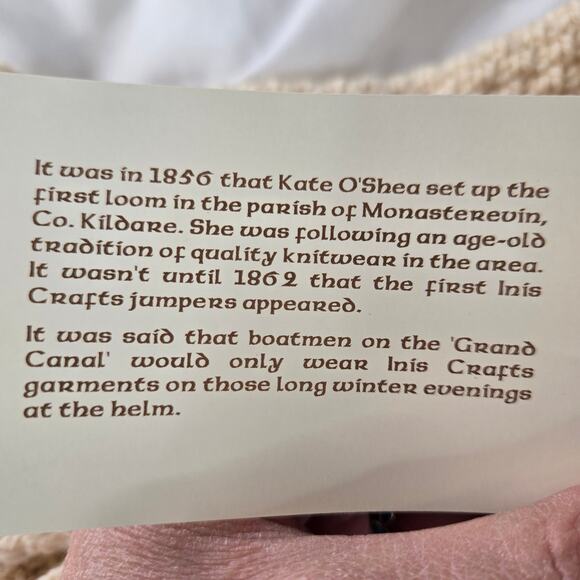 It was in 1856 that Kate O'Shea set up the
first loom in the parish of Monasterevin,
Co. Kildare. She was following an age-old
tradition of quality knitwear in the area.
It wasn't until 1862 that the first Inis
Crafts jumpers appeared.
It was said that boatmen on the 'Grand
Canal' would only wear Inis Crafts
garments on those long winter evenings
at the helm.